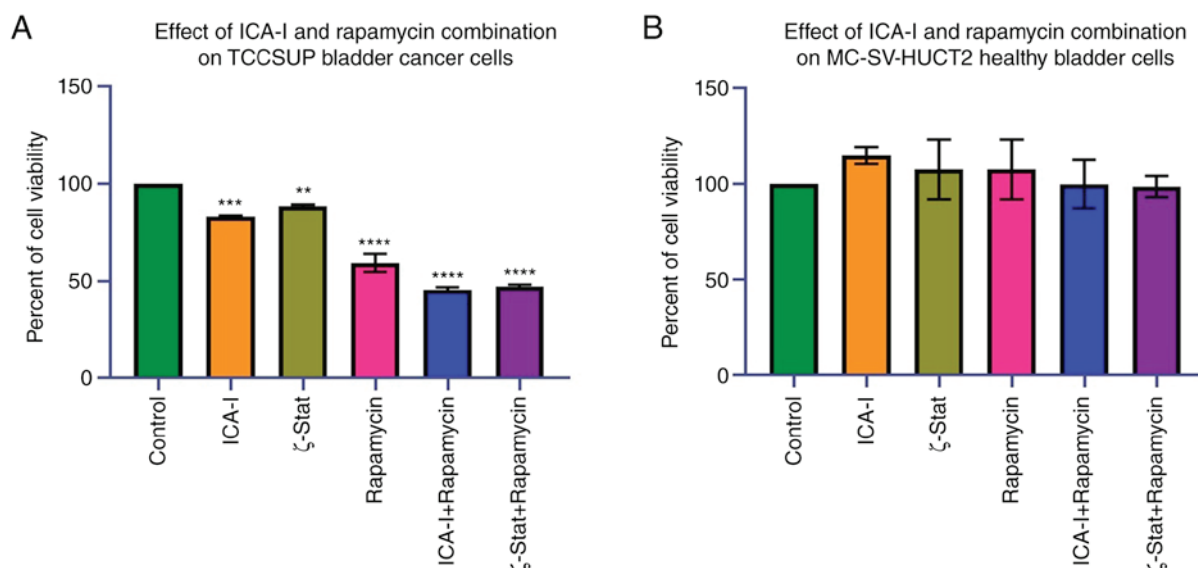 A
Effect of ICA-I and rapamycin combination
on TCCSUP bladder cancer cells
Percent of cell viability
150
100
50
0
***
**
****
****
****
Control
ICA-I
ζ-Stat
Rapamycin
ICA-I+Rapamycin
ζ-Stat+Rapamycin
B
Effect of ICA-I and rapamycin combination
on MC-SV-HUCT2 healthy bladder cells
Percent of cell viability
150
100
50
0
Control
ICA-I
ζ-Stat
Rapamycin
ICA-I+Rapamycin
ζ-Stat+Rapamycin